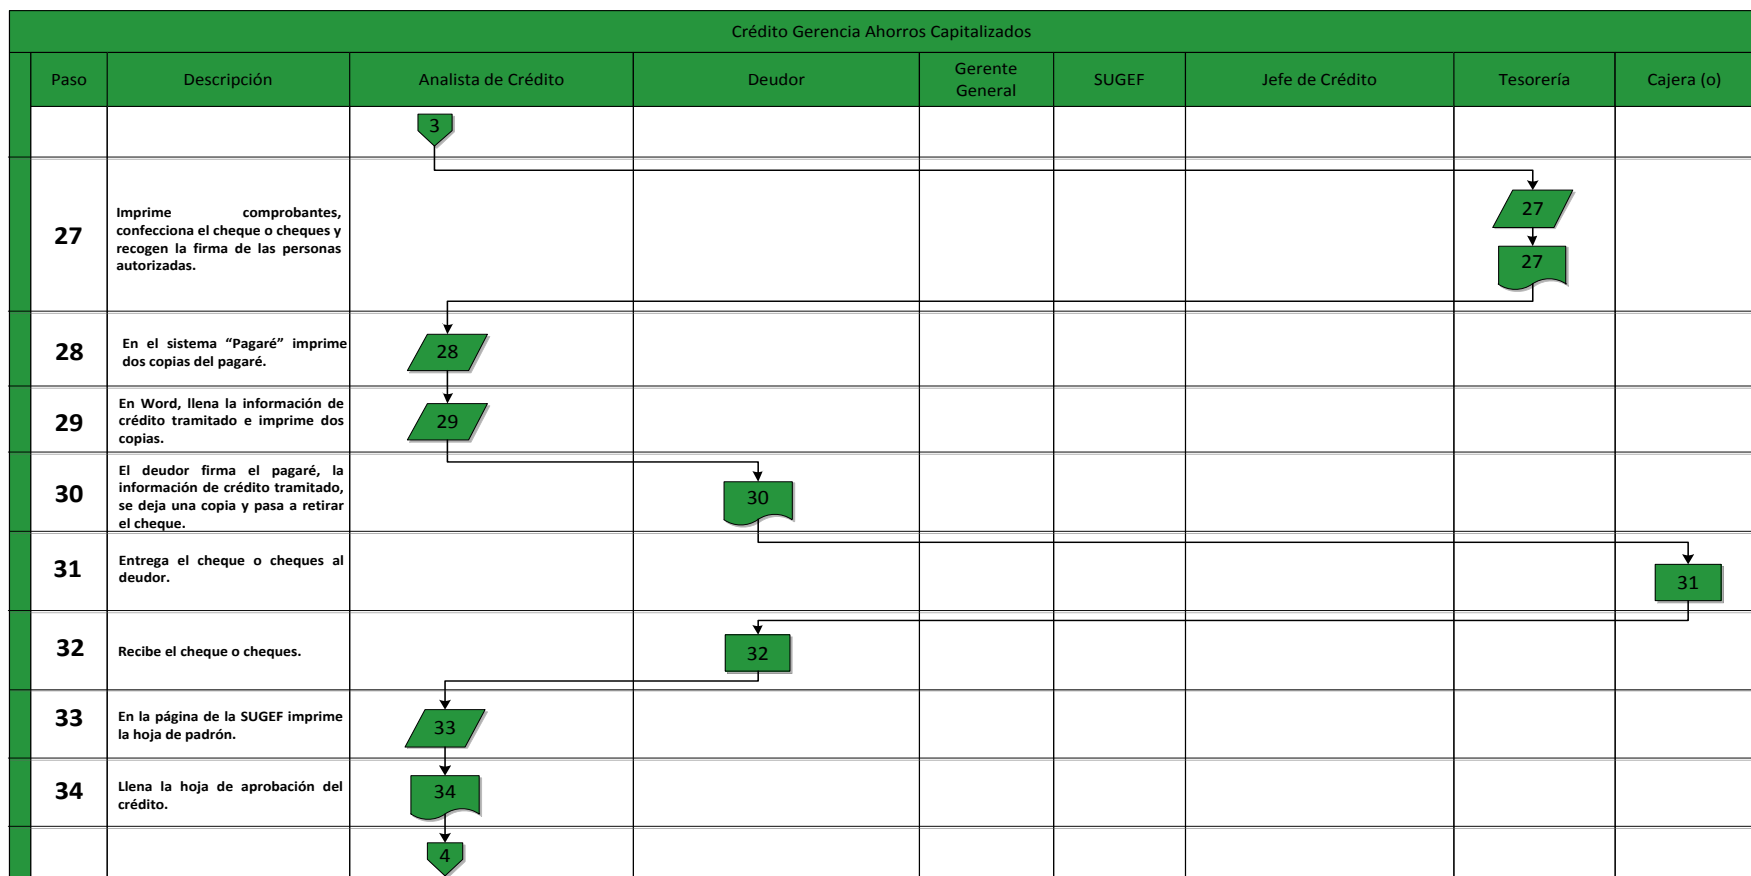 Crédito Gerencia Ahorros Capitalizados
Paso
Descripción
Analista de Crédito
Deudor
Gerente
General
SUGEF
Jefe de Crédito
Tesorería
Cajera (o)
3
27
Imprime comprobantes,
confecciona el cheque o cheques y
recogen la firma de las personas
autorizadas.
27
27
28
En el sistema “Pagaré” imprime
dos copias del pagaré.
28
29
En Word, llena la información de
crédito tramitado e imprime dos
copias.
29
30
El deudor firma el pagaré, la
información de crédito tramitado,
se deja una copia y pasa a retirar
el cheque.
30
31
Entrega el cheque o cheques al
deudor.
31
32
Recibe el cheque o cheques.
32
33
En la página de la SUGEF imprime
la hoja de padrón.
33
34
Llena la hoja de aprobación del
crédito.
34
4